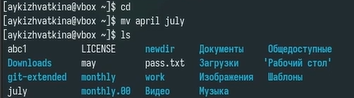 [aykizhvatkina@vbox ~]$ cd
[aykizhvatkina@vbox ~]$ mv april july
[aykizhvatkina@vbox ~]$ ls
abc1 LICENSE newdir Документы Общедоступные
Downloads may pass.txt Загрузки 'Рабочий стол'
git-extended monthly work Изображения Шаблоны
july monthly.00 Видео Музыка